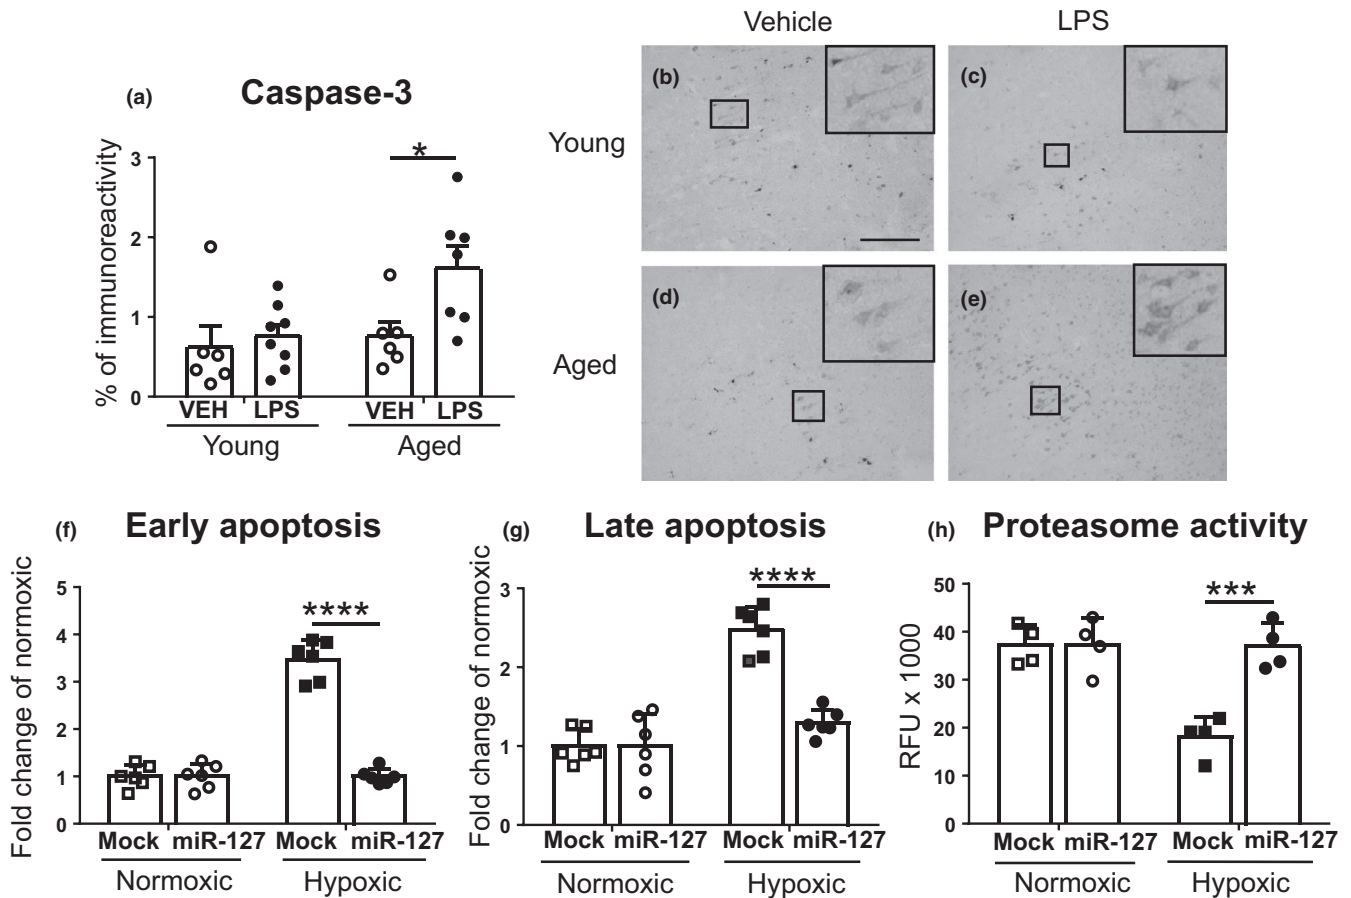 Vehicle LPS
(a) Caspase-3
% of immunoreactivity
3
2
1
0
*
VEH LPS VEH LPS
Young Aged
Young
Aged
(b)
(c)
(d)
(e)
(f) Early apoptosis
Fold change of normoxic
5
4
3
2
1
0
****
Mock miR-127 Mock miR-127
Normoxic Hypoxic
(g) Late apoptosis
Fold change of normoxic
3
2
1
0
****
Mock miR-127 Mock miR-127
Normoxic Hypoxic
(h) Proteasome activity
RFU x 1000
50
40
30
20
10
0
***
Mock miR-127 Mock miR-127
Normoxic Hypoxic